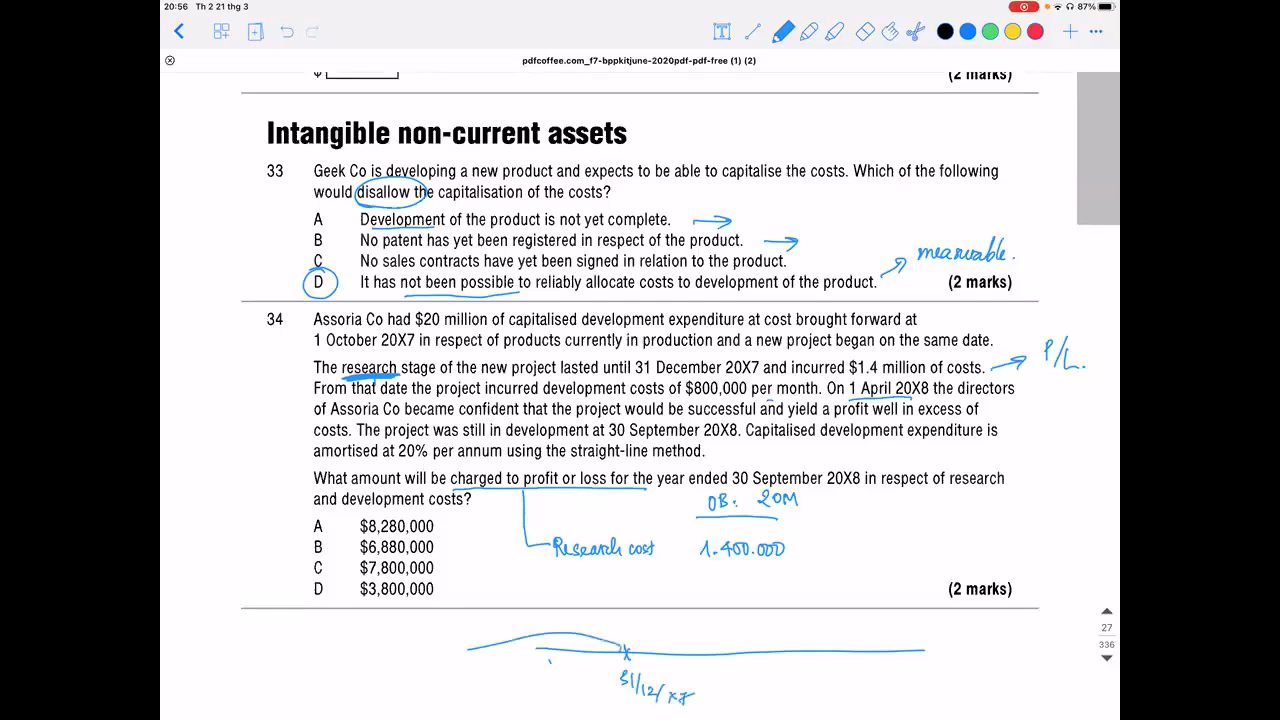 20:56 Th 2 21 thg 3 87%
pdfcoffee.com_f7-bppkitjune-2020pdf-pdf-free (1) (2)
(2 marks)
Intangible non-current assets
33 Geek Co is developing a new product and expects to be able to capitalise the costs. Which of the following
would disallow the capitalisation of the costs?
A Development of the product is not yet complete.
B No patent has yet been registered in respect of the product.
C No sales contracts have yet been signed in relation to the product.
measurable.
D It has not been possible to reliably allocate costs to development of the product. (2 marks)
34 Assoria Co had $20 million of capitalised development expenditure at cost brought forward at
1 October 20X7 in respect of products currently in production and a new project began on the same date.
The research stage of the new project lasted until 31 December 20X7 and incurred $1.4 million of costs.
P/L.
From that date the project incurred development costs of $800,000 per month. On 1 April 20X8 the directors
of Assoria Co became confident that the project would be successful and yield a profit well in excess of
costs. The project was still in development at 30 September 20X8. Capitalised development expenditure is
amortised at 20% per annum using the straight-line method.
What amount will be charged to profit or loss for the year ended 30 September 20X8 in respect of research
and development costs?
OB: 20M
A $8,280,000
B $6,880,000
Research cost 1.400.000
C $7,800,000
D $3,800,000 (2 marks)
27
336
31/12/x7